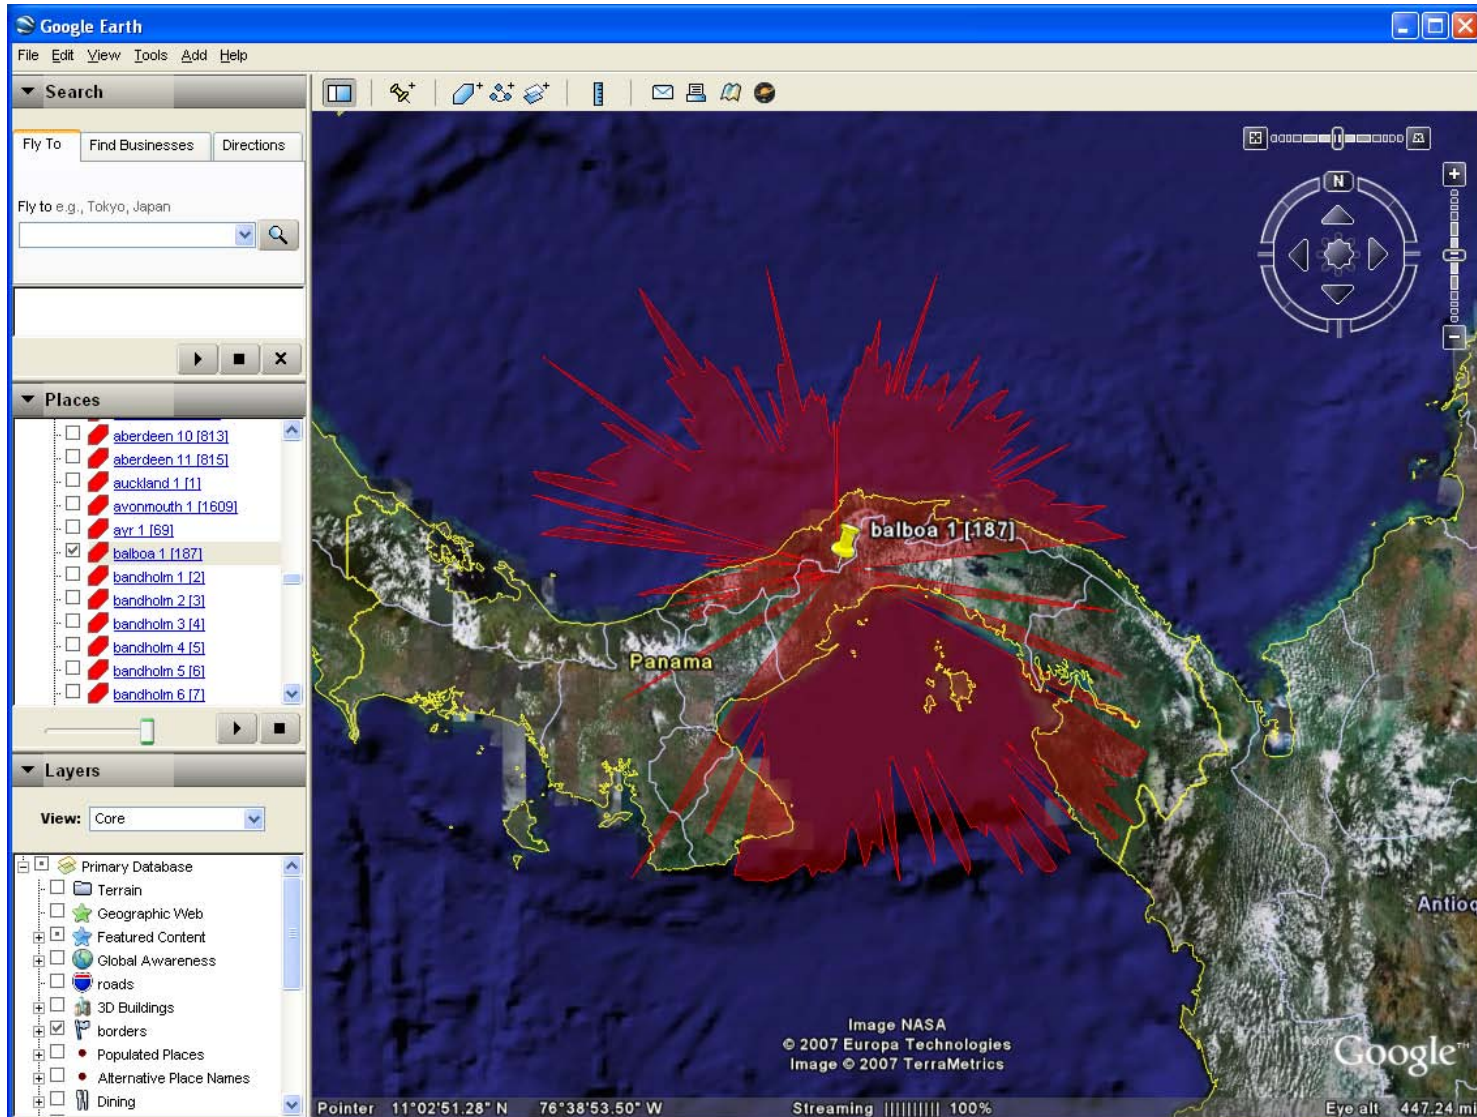 Google Earth
File Edit View Tools Add Help
Search
Fly To Find Businesses Directions
Fly to e.g., Tokyo, Japan
Places
aberdeen 10 [813]
aberdeen 11 [815]
auckland 1 [1]
avonmouth 1 [1609]
ayr 1 [69]
balboa 1 [187]
bandholm 1 [2]
bandholm 2 [3]
bandholm 3 [4]
bandholm 4 [5]
bandholm 5 [6]
bandholm 6 [7]
Layers
View: Core
Primary Database
Terrain
Geographic Web
Featured Content
Global Awareness
roads
3D Buildings
borders
Populated Places
Alternative Place Names
Dining
N
balboa 1 [187]
Panama
Antioq
Image NASA
© 2007 Europa Technologies
Image © 2007 TerraMetrics
Google™
Pointer 11°02'51.28" N 76°38'53.50" W Streaming |||||||||| 100% Eye alt 447.24 mi